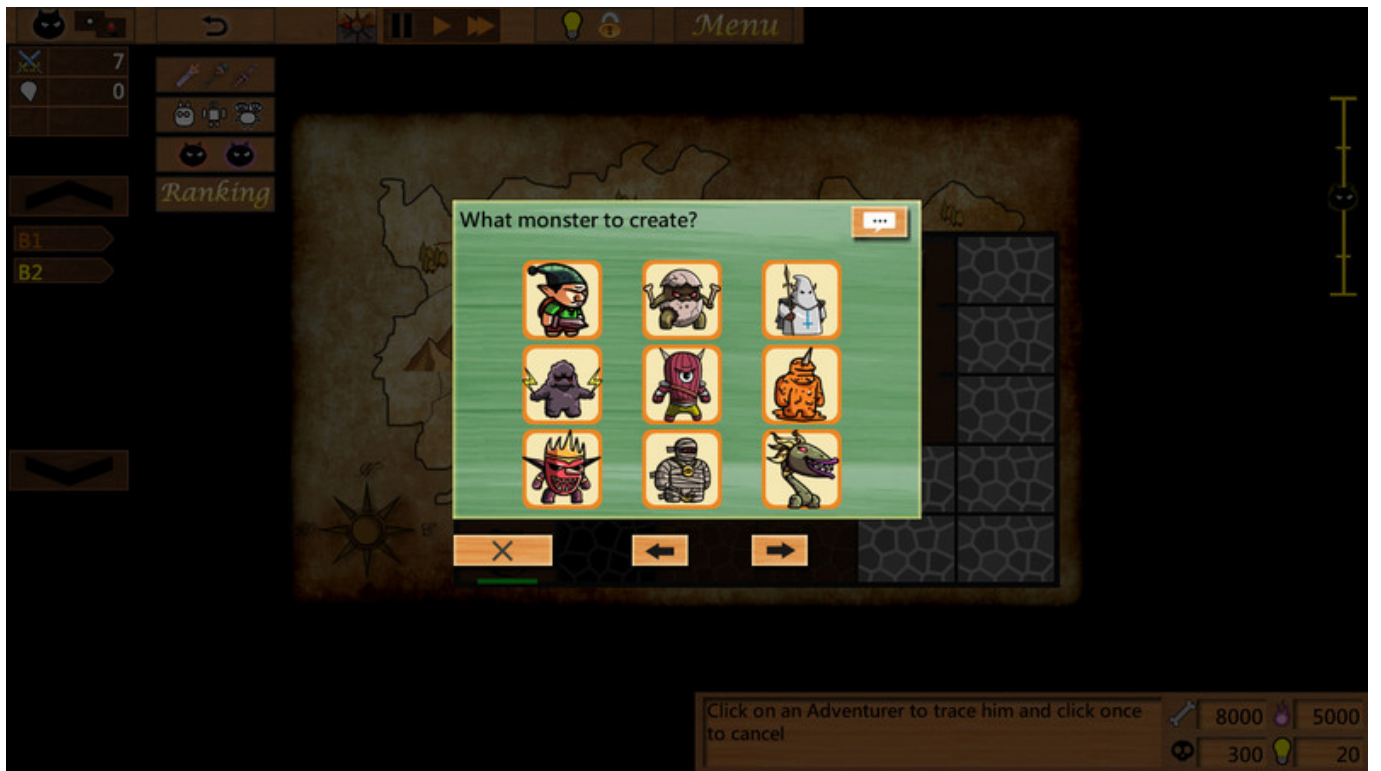 Menu
7
0
Ranking
B1
B2
What monster to create?
Click on an Adventurer to trace him and click once
to cancel
8000
5000
300
20